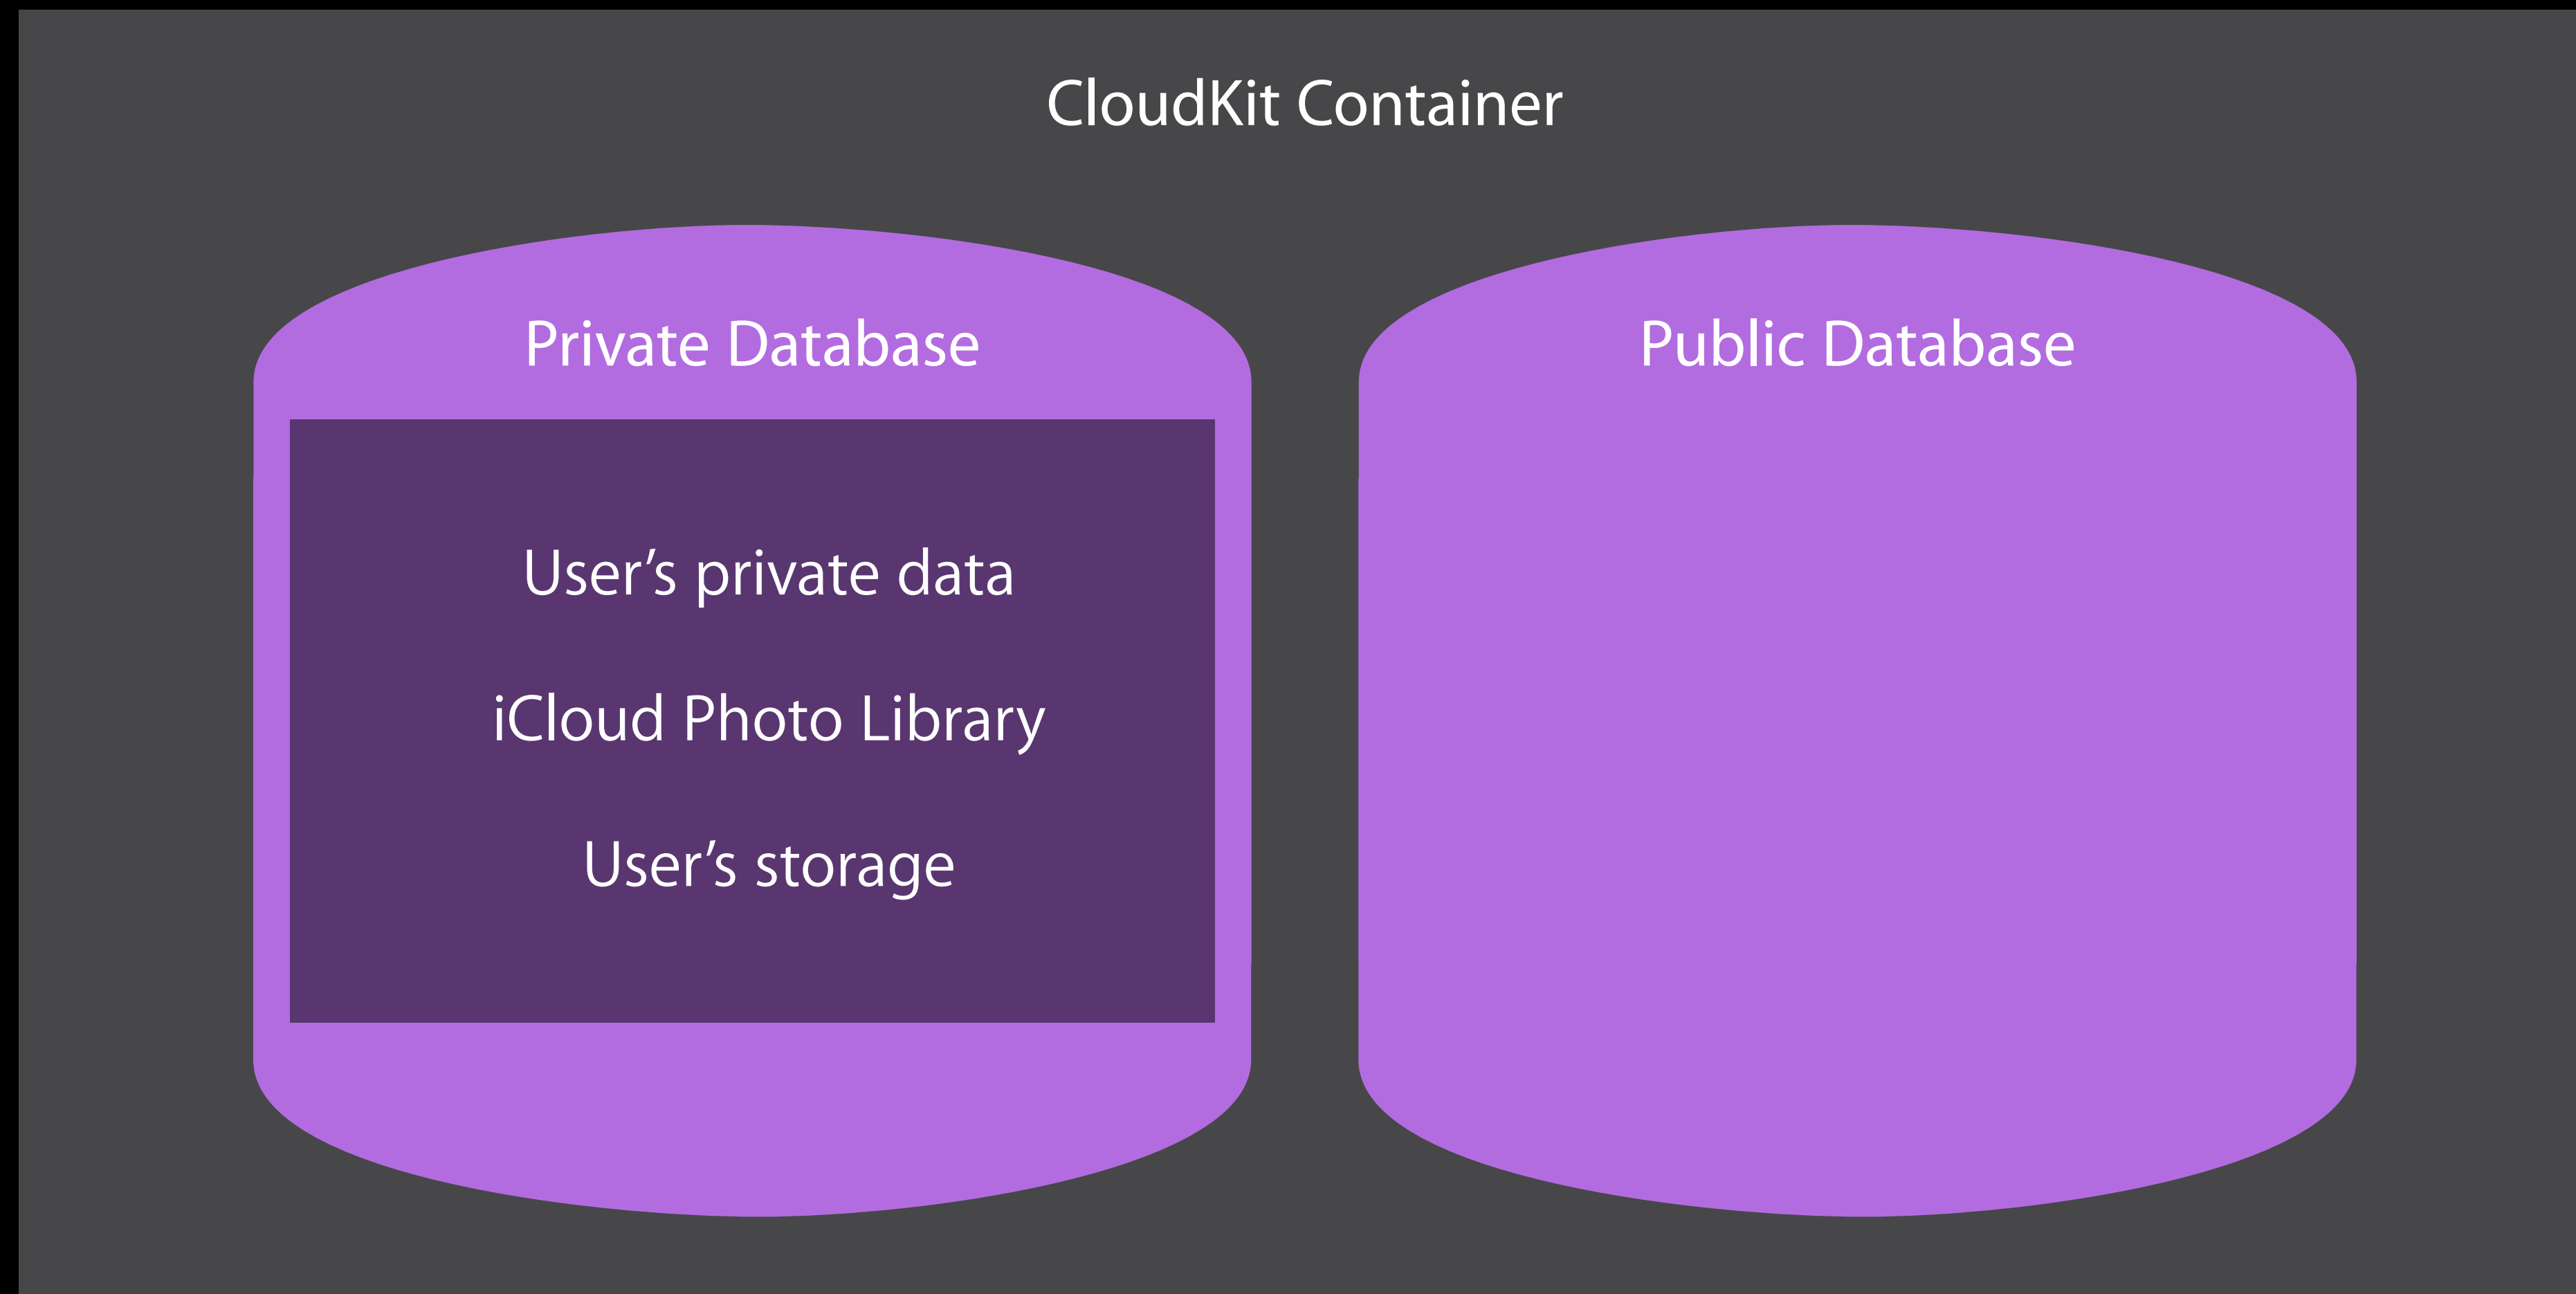 CloudKit Container
Private Database
User’s private data
iCloud Photo Library
User’s storage
Public Database